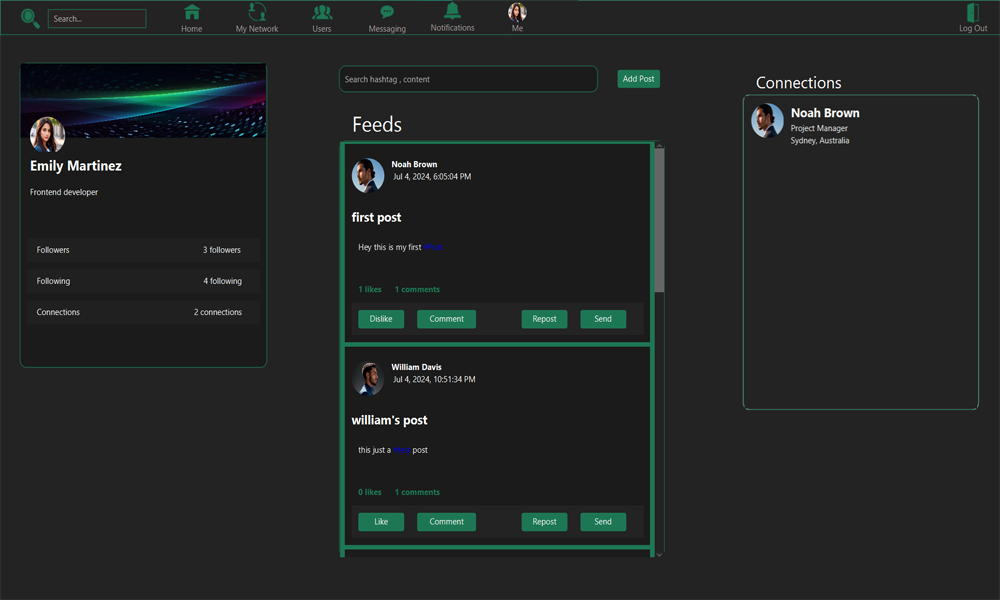 Search...
Home
My Network
Users
Messaging
Notifications
Me
Log Out
Emily Martinez
Frontend developer
Followers 3 followers
Following 4 following
Connections 2 connections
Search hashtag , content
Add Post
Feeds
Noah Brown
Jul 4, 2024, 6:05:04 PM
first post
Hey this is my first
1 likes 1 comments
Dislike Comment Repost Send
William Davis
Jul 4, 2024, 10:51:34 PM
william's post
this just a post
0 likes 1 comments
Like Comment Repost Send
Connections
Noah Brown
Project Manager
Sydney, Australia